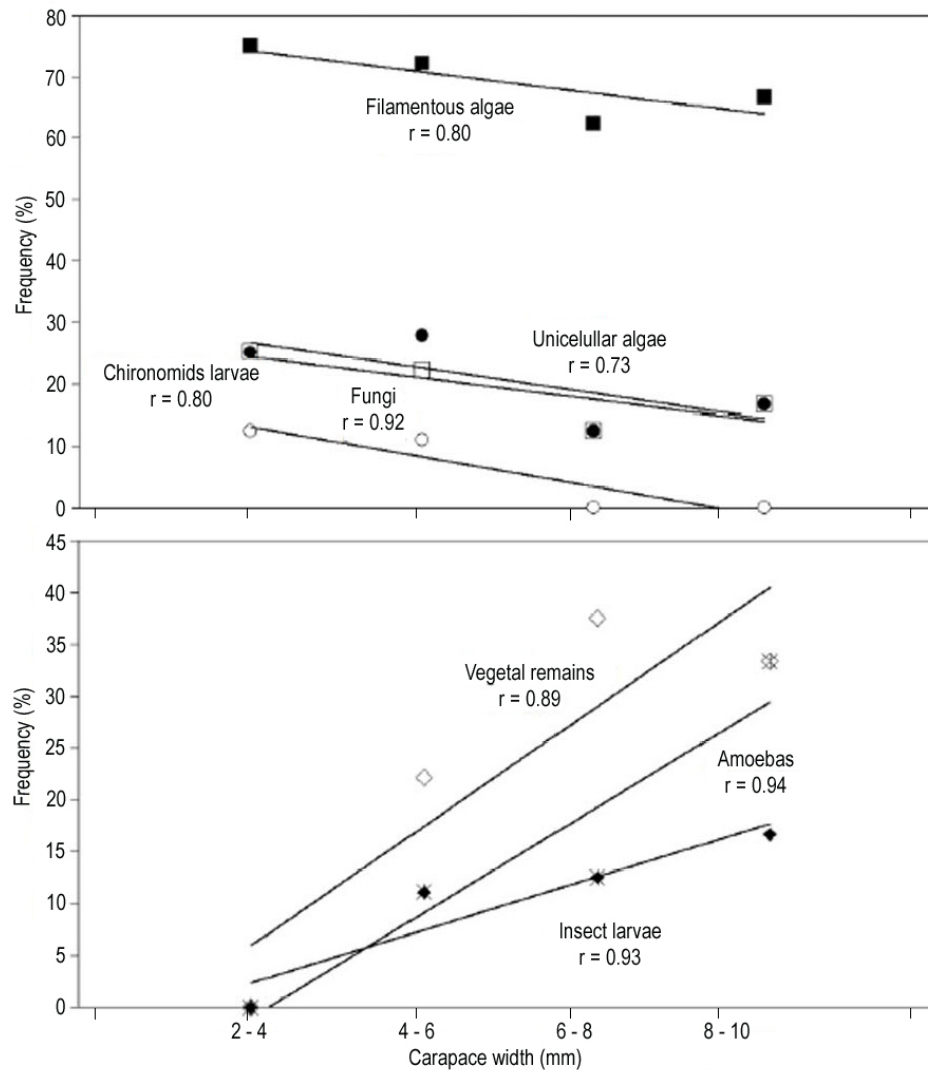 80
70
60
50
40
30
20
10
0
Frequency (%)
Filamentous algae
r = 0.80
Unicelullar algae
r = 0.73
Chironomids larvae
r = 0.80
Fungi
r = 0.92
45
40
35
30
25
20
15
10
5
0
Frequency (%)
Vegetal remains
r = 0.89
Amoebas
r = 0.94
Insect larvae
r = 0.93
2 - 4
4 - 6
6 - 8
8 - 10
Carapace width (mm)